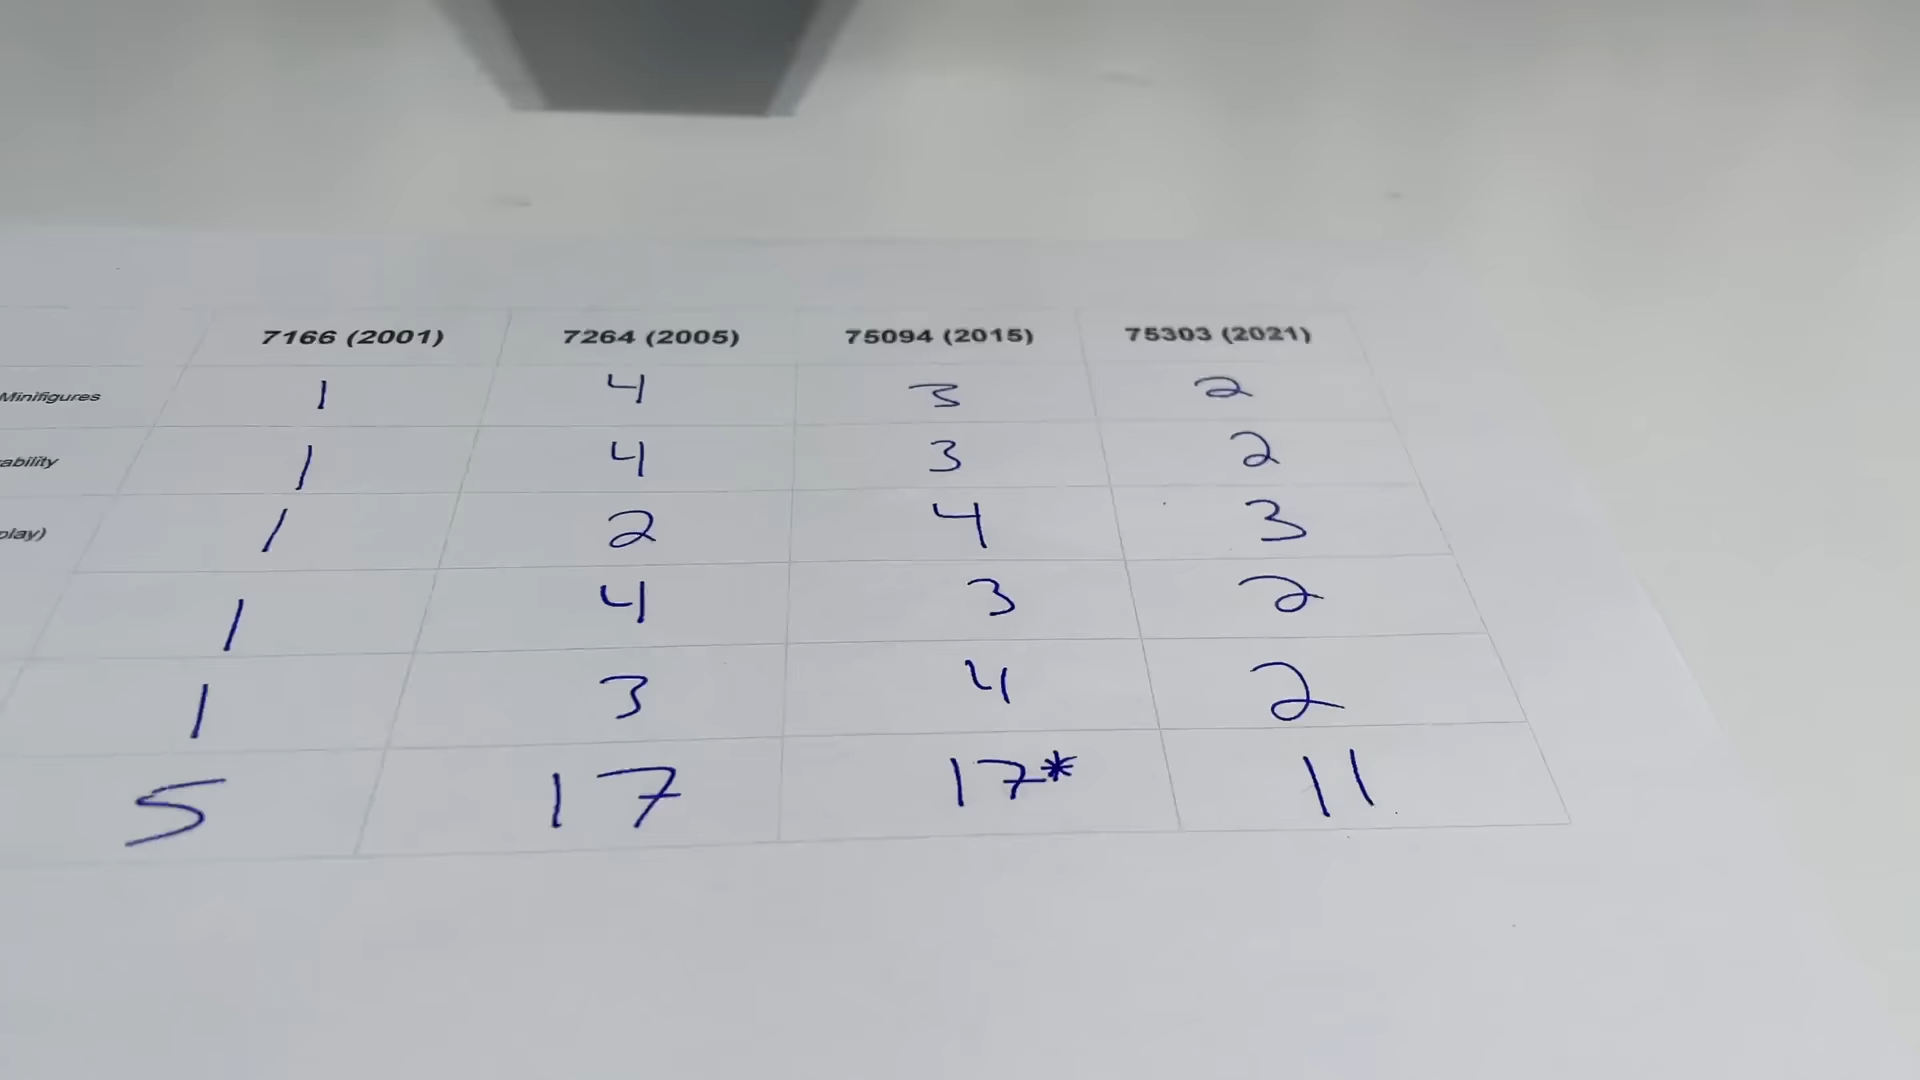 7166 (2001) 7264 (2005) 75094 (2015) 75303 (2021)
Minifigures 1 4 3 2
ability 1 4 3 2
play) 1 2 4 3
1 4 3 2
1 3 4 2
5 17 17* 11